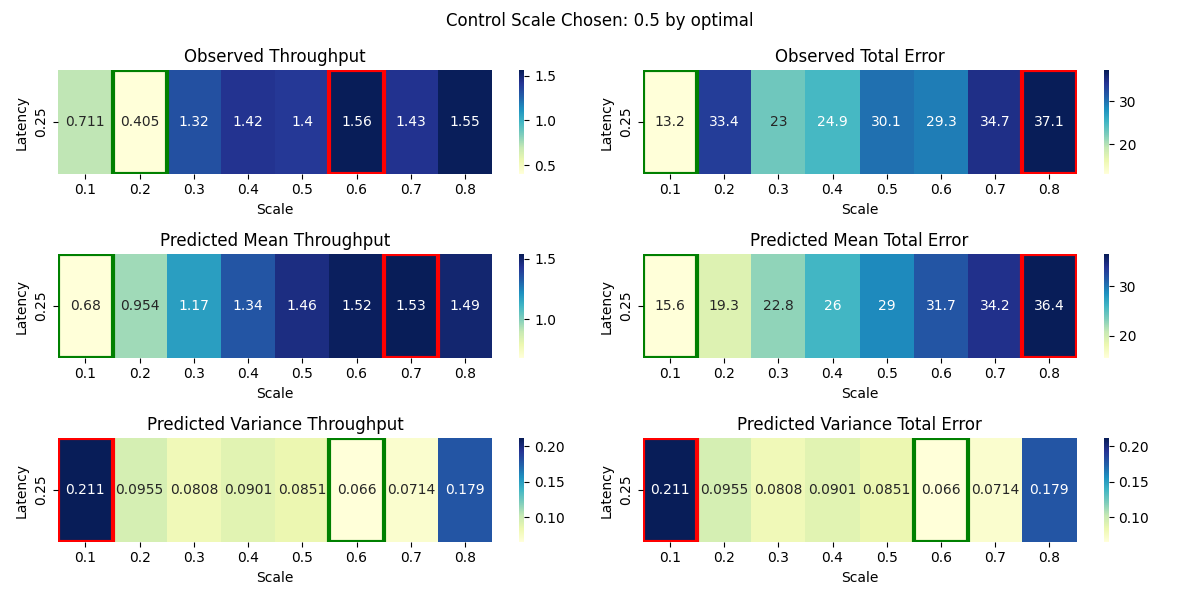 Control Scale Chosen: 0.5 by optimal
Observed Throughput
Latency
0.25
0.711 0.405 1.32 1.42 1.4 1.56 1.43 1.55
0.1 0.2 0.3 0.4 0.5 0.6 0.7 0.8
Scale
1.5
1.0
0.5
Observed Total Error
Latency
0.25
13.2 33.4 23 24.9 30.1 29.3 34.7 37.1
0.1 0.2 0.3 0.4 0.5 0.6 0.7 0.8
Scale
30
20
Predicted Mean Throughput
Latency
0.25
0.68 0.954 1.17 1.34 1.46 1.52 1.53 1.49
0.1 0.2 0.3 0.4 0.5 0.6 0.7 0.8
Scale
1.5
1.0
Predicted Mean Total Error
Latency
0.25
15.6 19.3 22.8 26 29 31.7 34.2 36.4
0.1 0.2 0.3 0.4 0.5 0.6 0.7 0.8
Scale
30
20
Predicted Variance Throughput
Latency
0.25
0.211 0.0955 0.0808 0.0901 0.0851 0.066 0.0714 0.179
0.1 0.2 0.3 0.4 0.5 0.6 0.7 0.8
Scale
0.20
0.15
0.10
Predicted Variance Total Error
Latency
0.25
0.211 0.0955 0.0808 0.0901 0.0851 0.066 0.0714 0.179
0.1 0.2 0.3 0.4 0.5 0.6 0.7 0.8
Scale
0.20
0.15
0.10